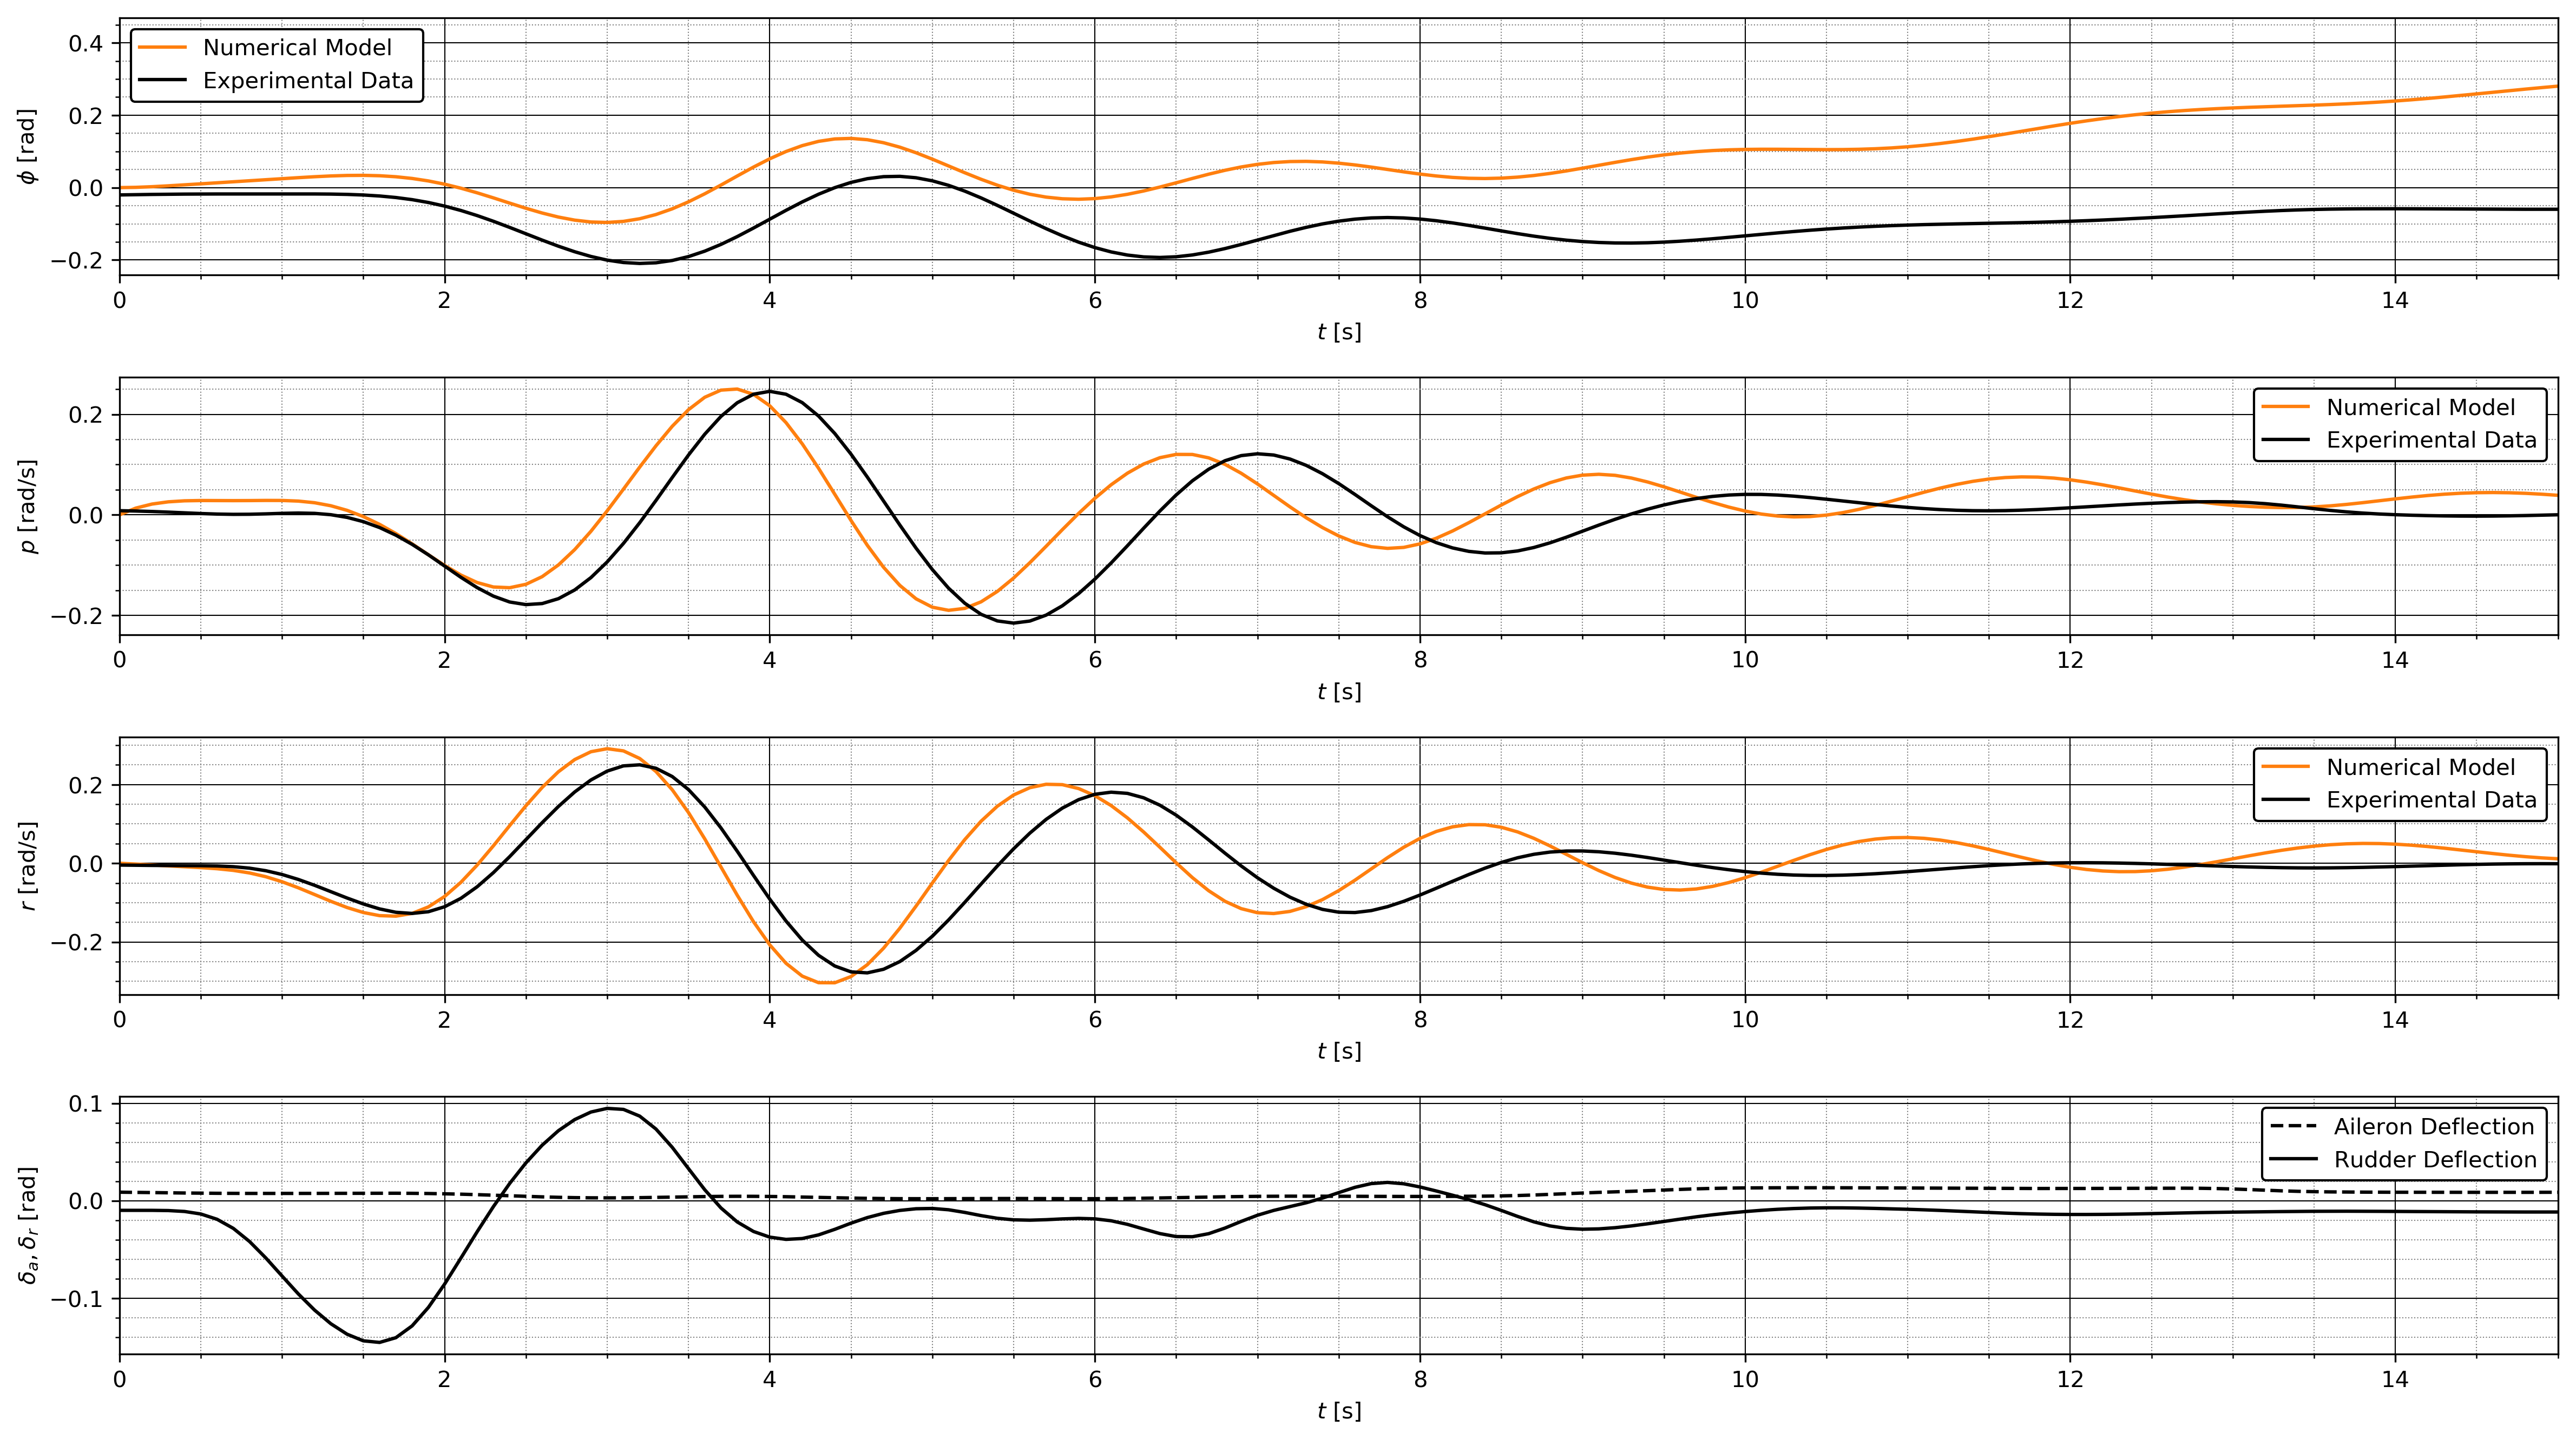 0.4
0.2
0.0
−0.2
ϕ [rad]
Numerical Model
Experimental Data
0 2 4 6 8 10 12 14
t [s]
0.2
0.0
−0.2
p [rad/s]
Numerical Model
Experimental Data
0 2 4 6 8 10 12 14
t [s]
0.2
0.0
−0.2
r [rad/s]
Numerical Model
Experimental Data
0 2 4 6 8 10 12 14
t [s]
0.1
0.0
−0.1
δa, δr [rad]
Aileron Deflection
Rudder Deflection
0 2 4 6 8 10 12 14
t [s]